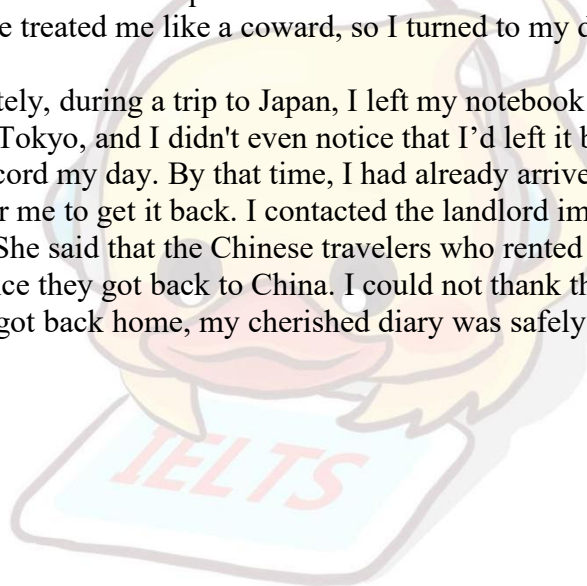 e treated me like a coward, so I turned to my d
tely, during a trip to Japan, I left my notebook
Tokyo, and I didn't even notice that I’d left it b
cord my day. By that time, I had already arrive
r me to get it back. I contacted the landlord im
She said that the Chinese travelers who rented
ce they got back to China. I could not thank th
got back home, my cherished diary was safely
IELTS